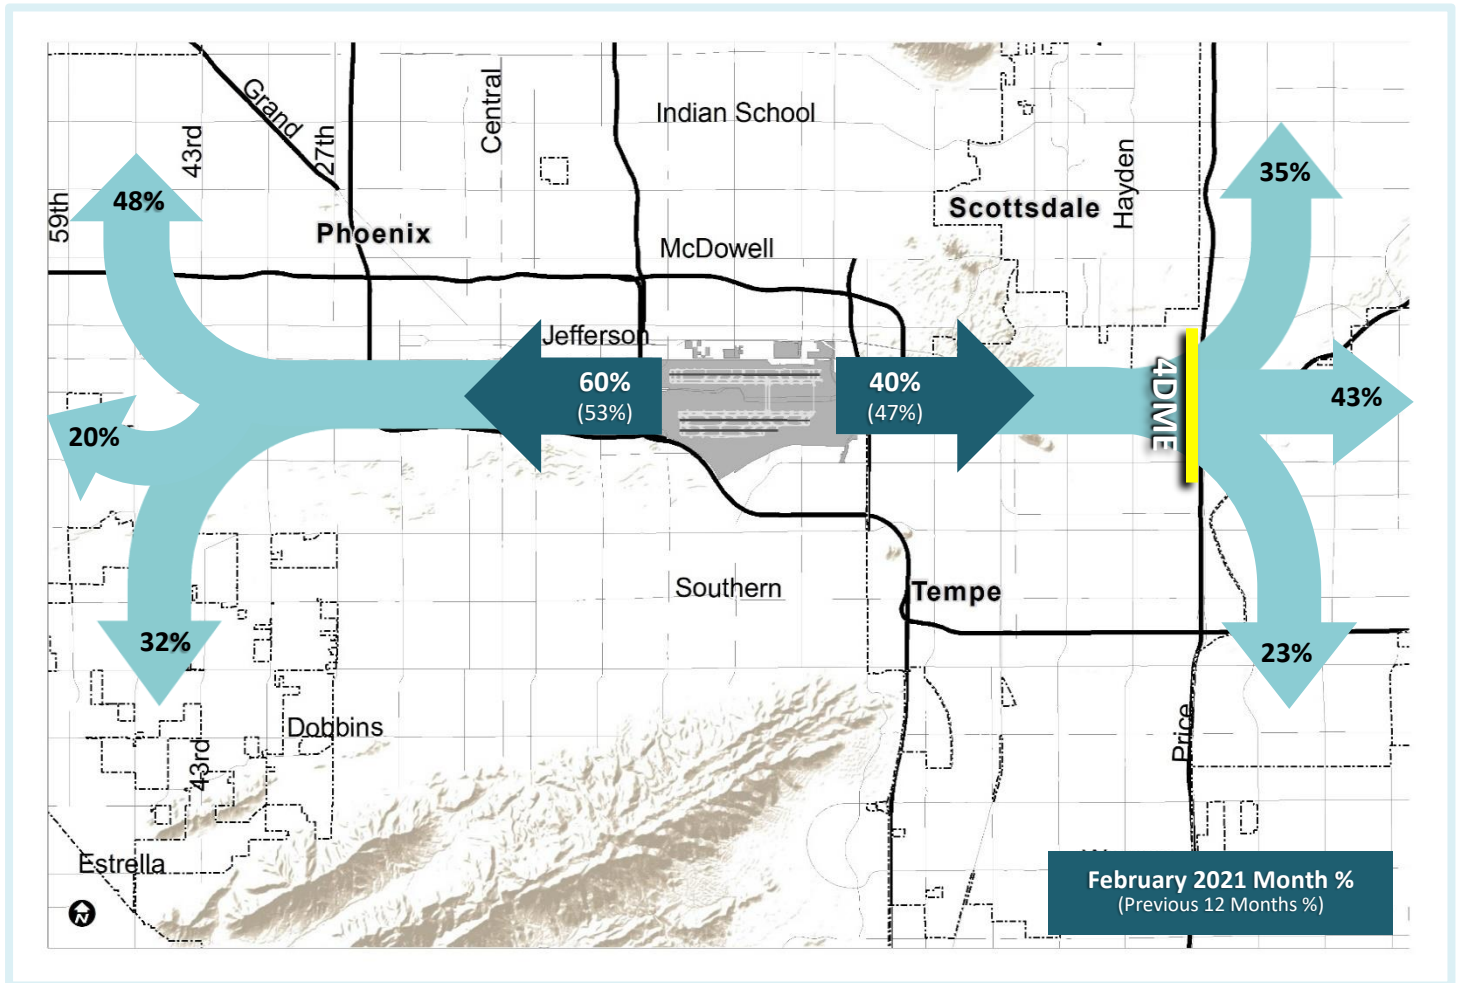 Grand
43rd
27th
Central
Indian School
Hayden
35%
48%
59th
Scottsdale
Phoenix
McDowell
Jefferson
60%
(53%)
40%
(47%)
4DME
43%
20%
Southern
Tempe
32%
23%
Dobbins
43rd
Price
Estrella
N
February 2021 Month %
(Previous 12 Months %)